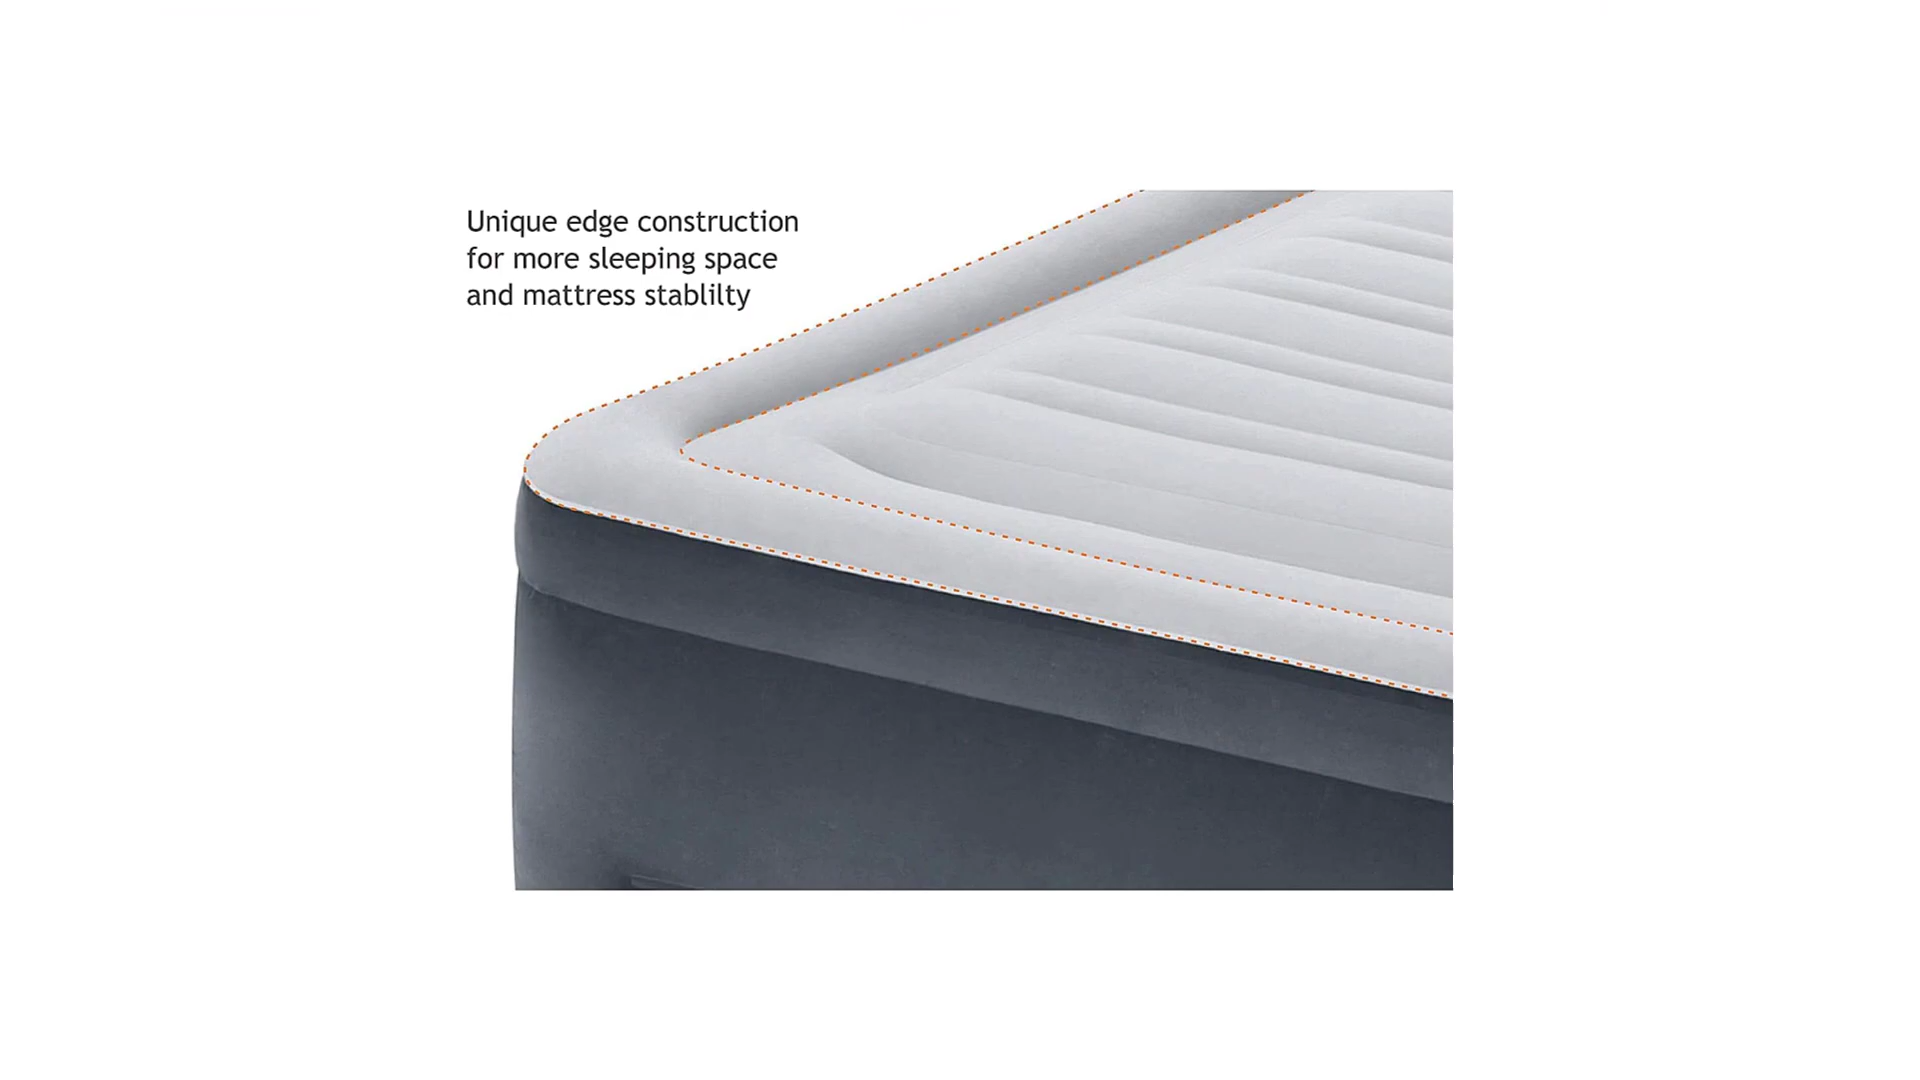 Unique edge construction
for more sleeping space
and mattress stablilty